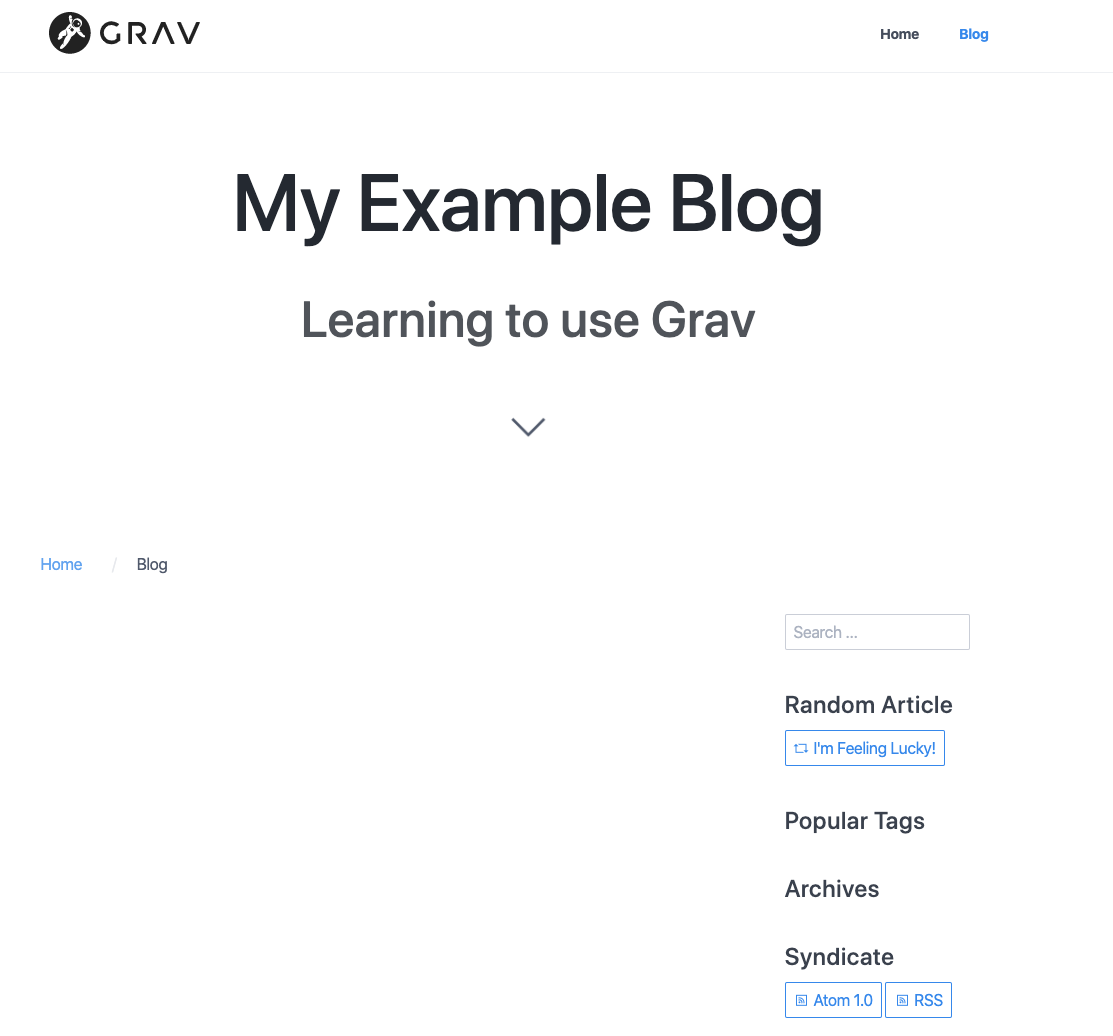 GRAV
Home Blog
My Example Blog
Learning to use Grav
Home / Blog
Search ...
Random Article
I'm Feeling Lucky!
Popular Tags
Archives
Syndicate
Atom 1.0 RSS